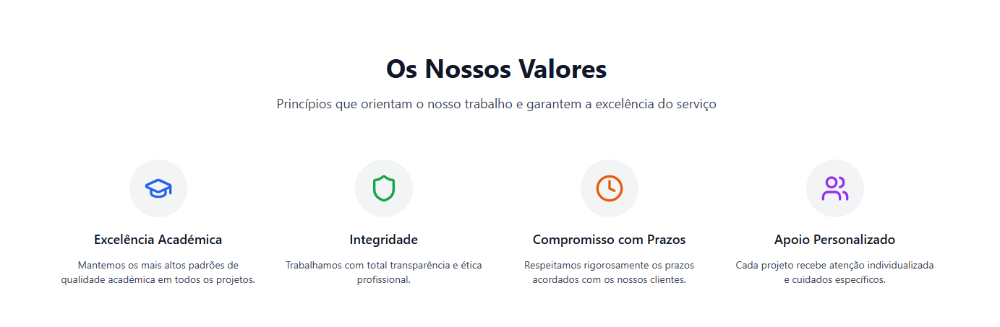 Os Nossos Valores
Princípios que orientam o nosso trabalho e garantem a excelência do serviço
Excelência Académica
Mantemos os mais altos padrões de
qualidade académica em todos os projetos.
Integridade
Trabalhamos com total transparência e ética
profissional.
Compromisso com Prazos
Respeitamos rigorosamente os prazos
acordados com os nossos clientes.
Apoio Personalizado
Cada projeto recebe atenção individualizada
e cuidados específicos.